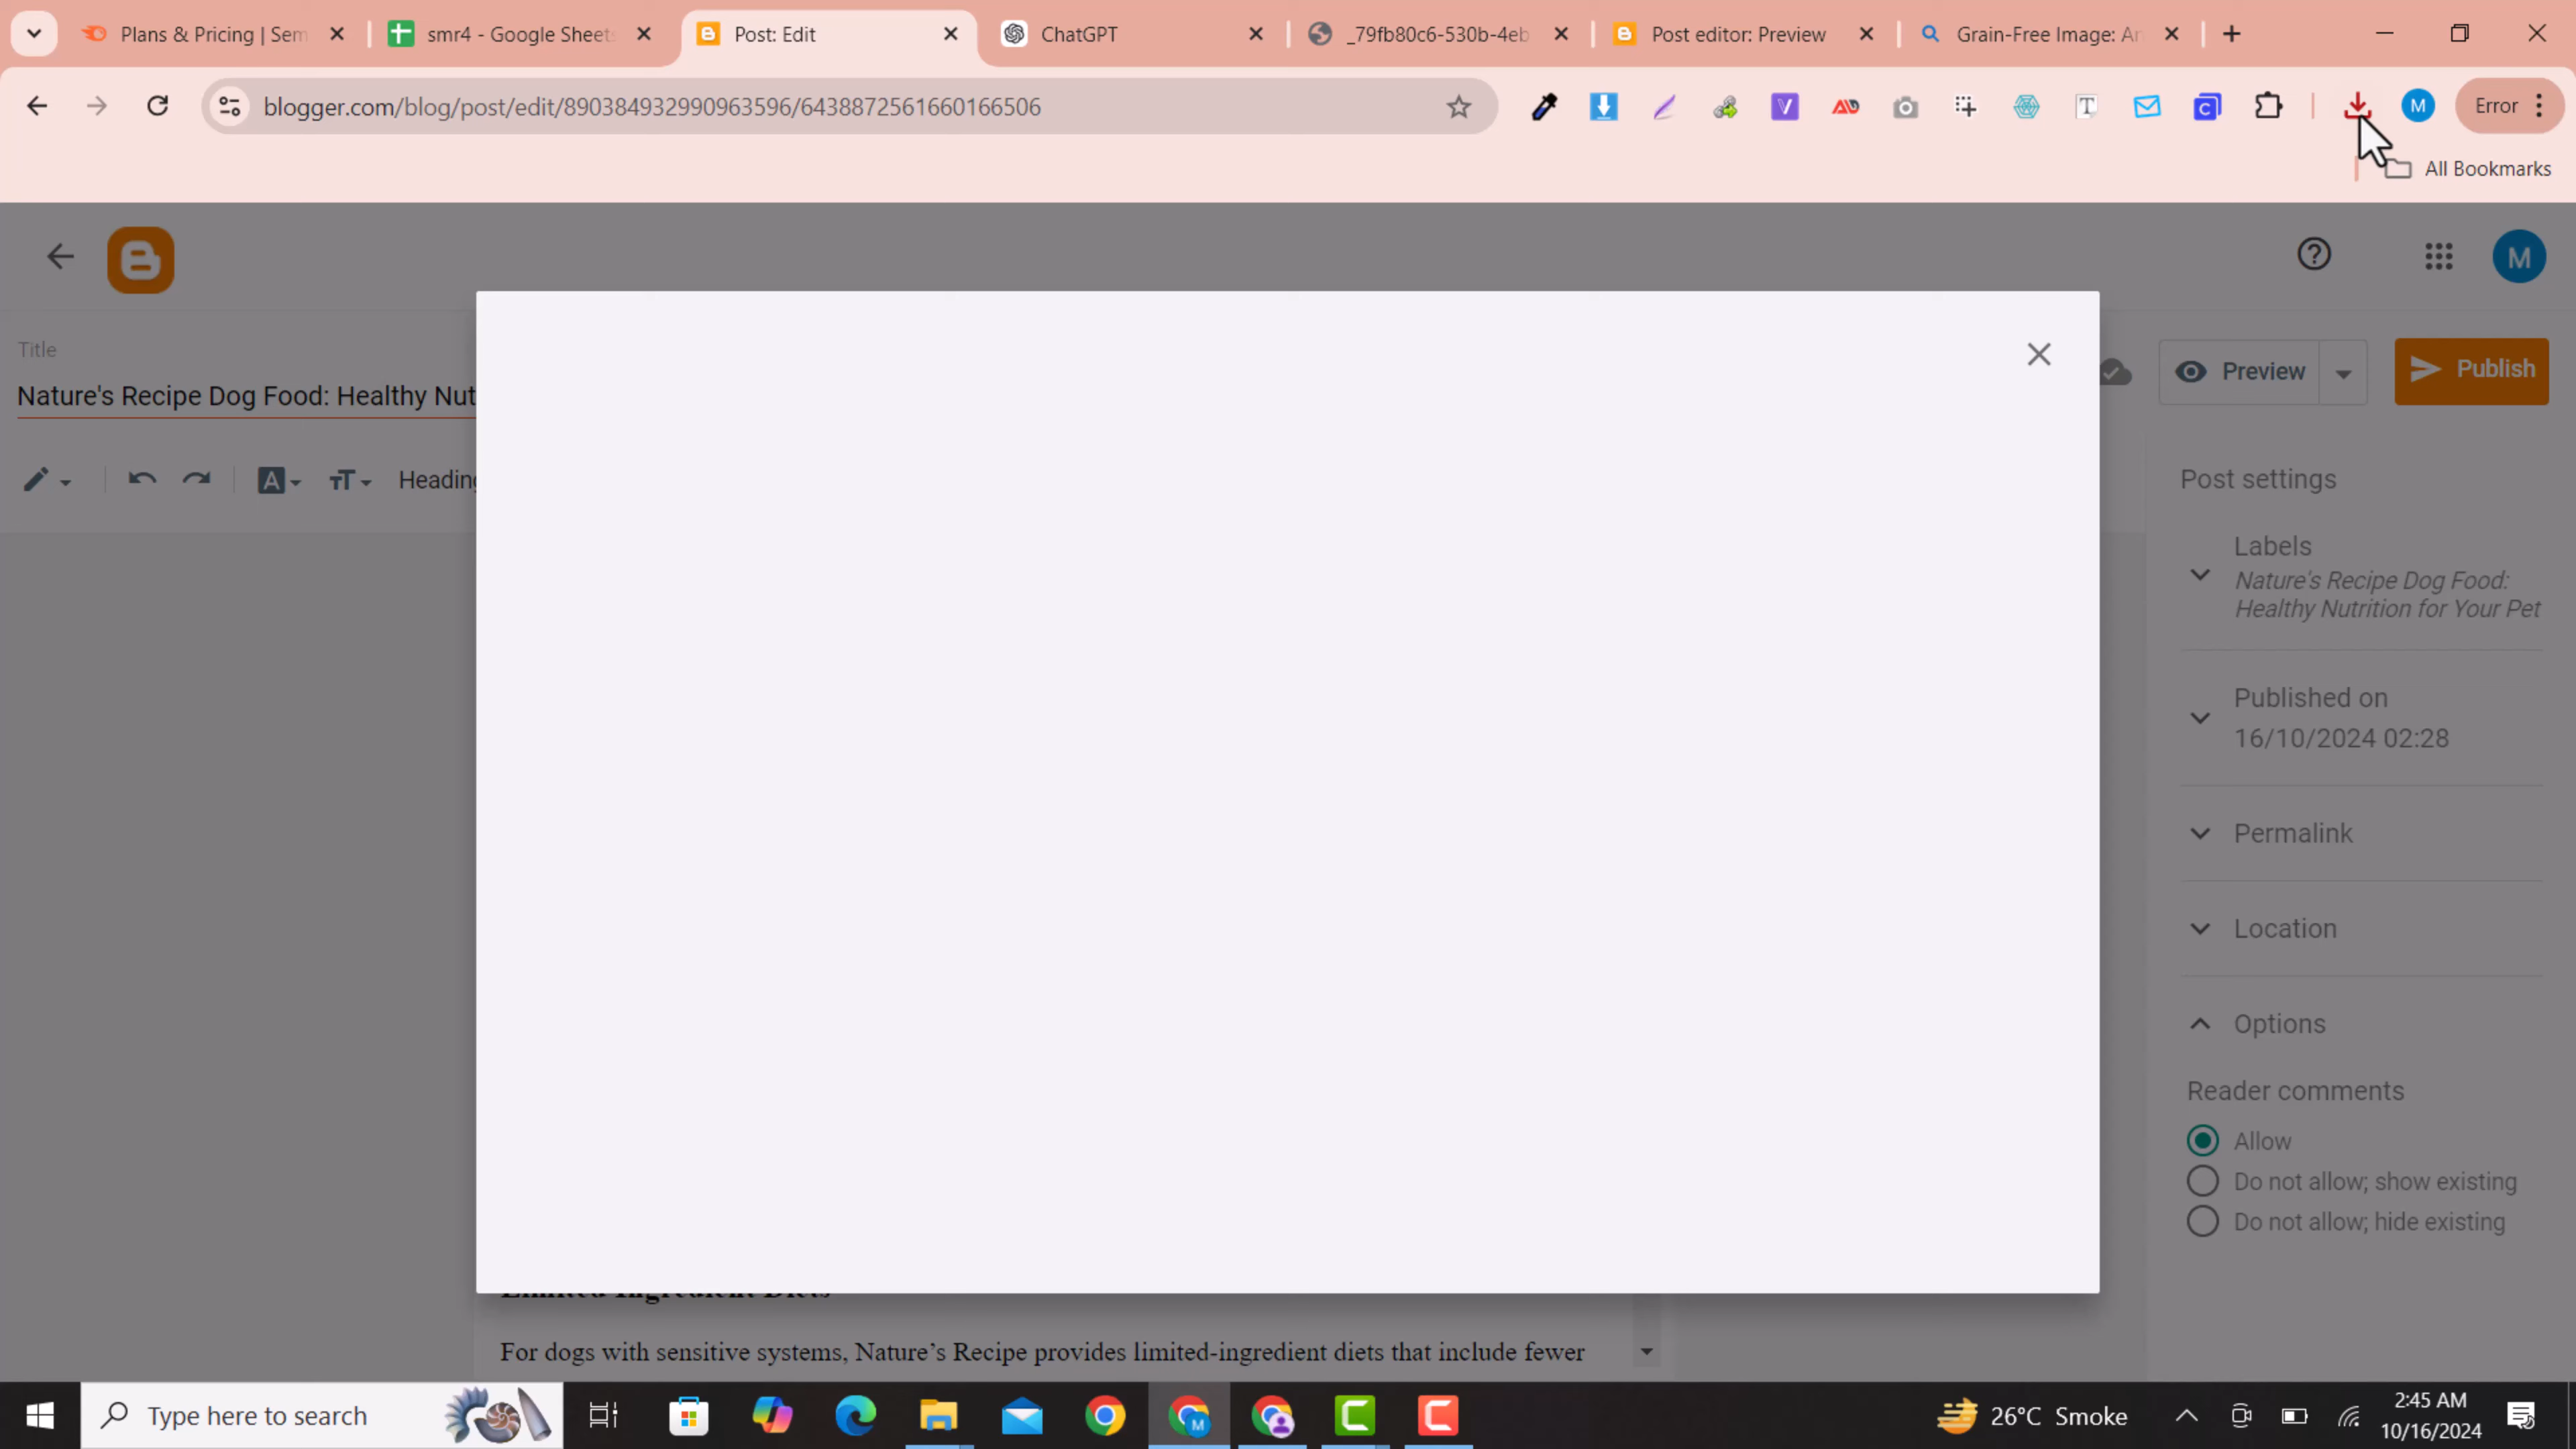 Plans & Pricing | Sem
smr4 - Google Sheets
Post: Edit
ChatGPT
_79fb80c6-530b-4eb
Post editor: Preview
Grain-Free Image: Ar
blogger.com/blog/post/edit/890384932990963596/6438872561660166506
Error
All Bookmarks
M
Title
Nature's Recipe Dog Food: Healthy Nut
Preview
Publish
Heading
Post settings
Labels
Nature's Recipe Dog Food:
Healthy Nutrition for Your Pet
Published on
16/10/2024 02:28
Permalink
Location
Options
Reader comments
Allow
Do not allow; show existing
Do not allow; hide existing
Limited Ingredient Diets
For dogs with sensitive systems, Nature's Recipe provides limited-ingredient diets that include fewer
Type here to search
26°C Smoke
2:45 AM
10/16/2024